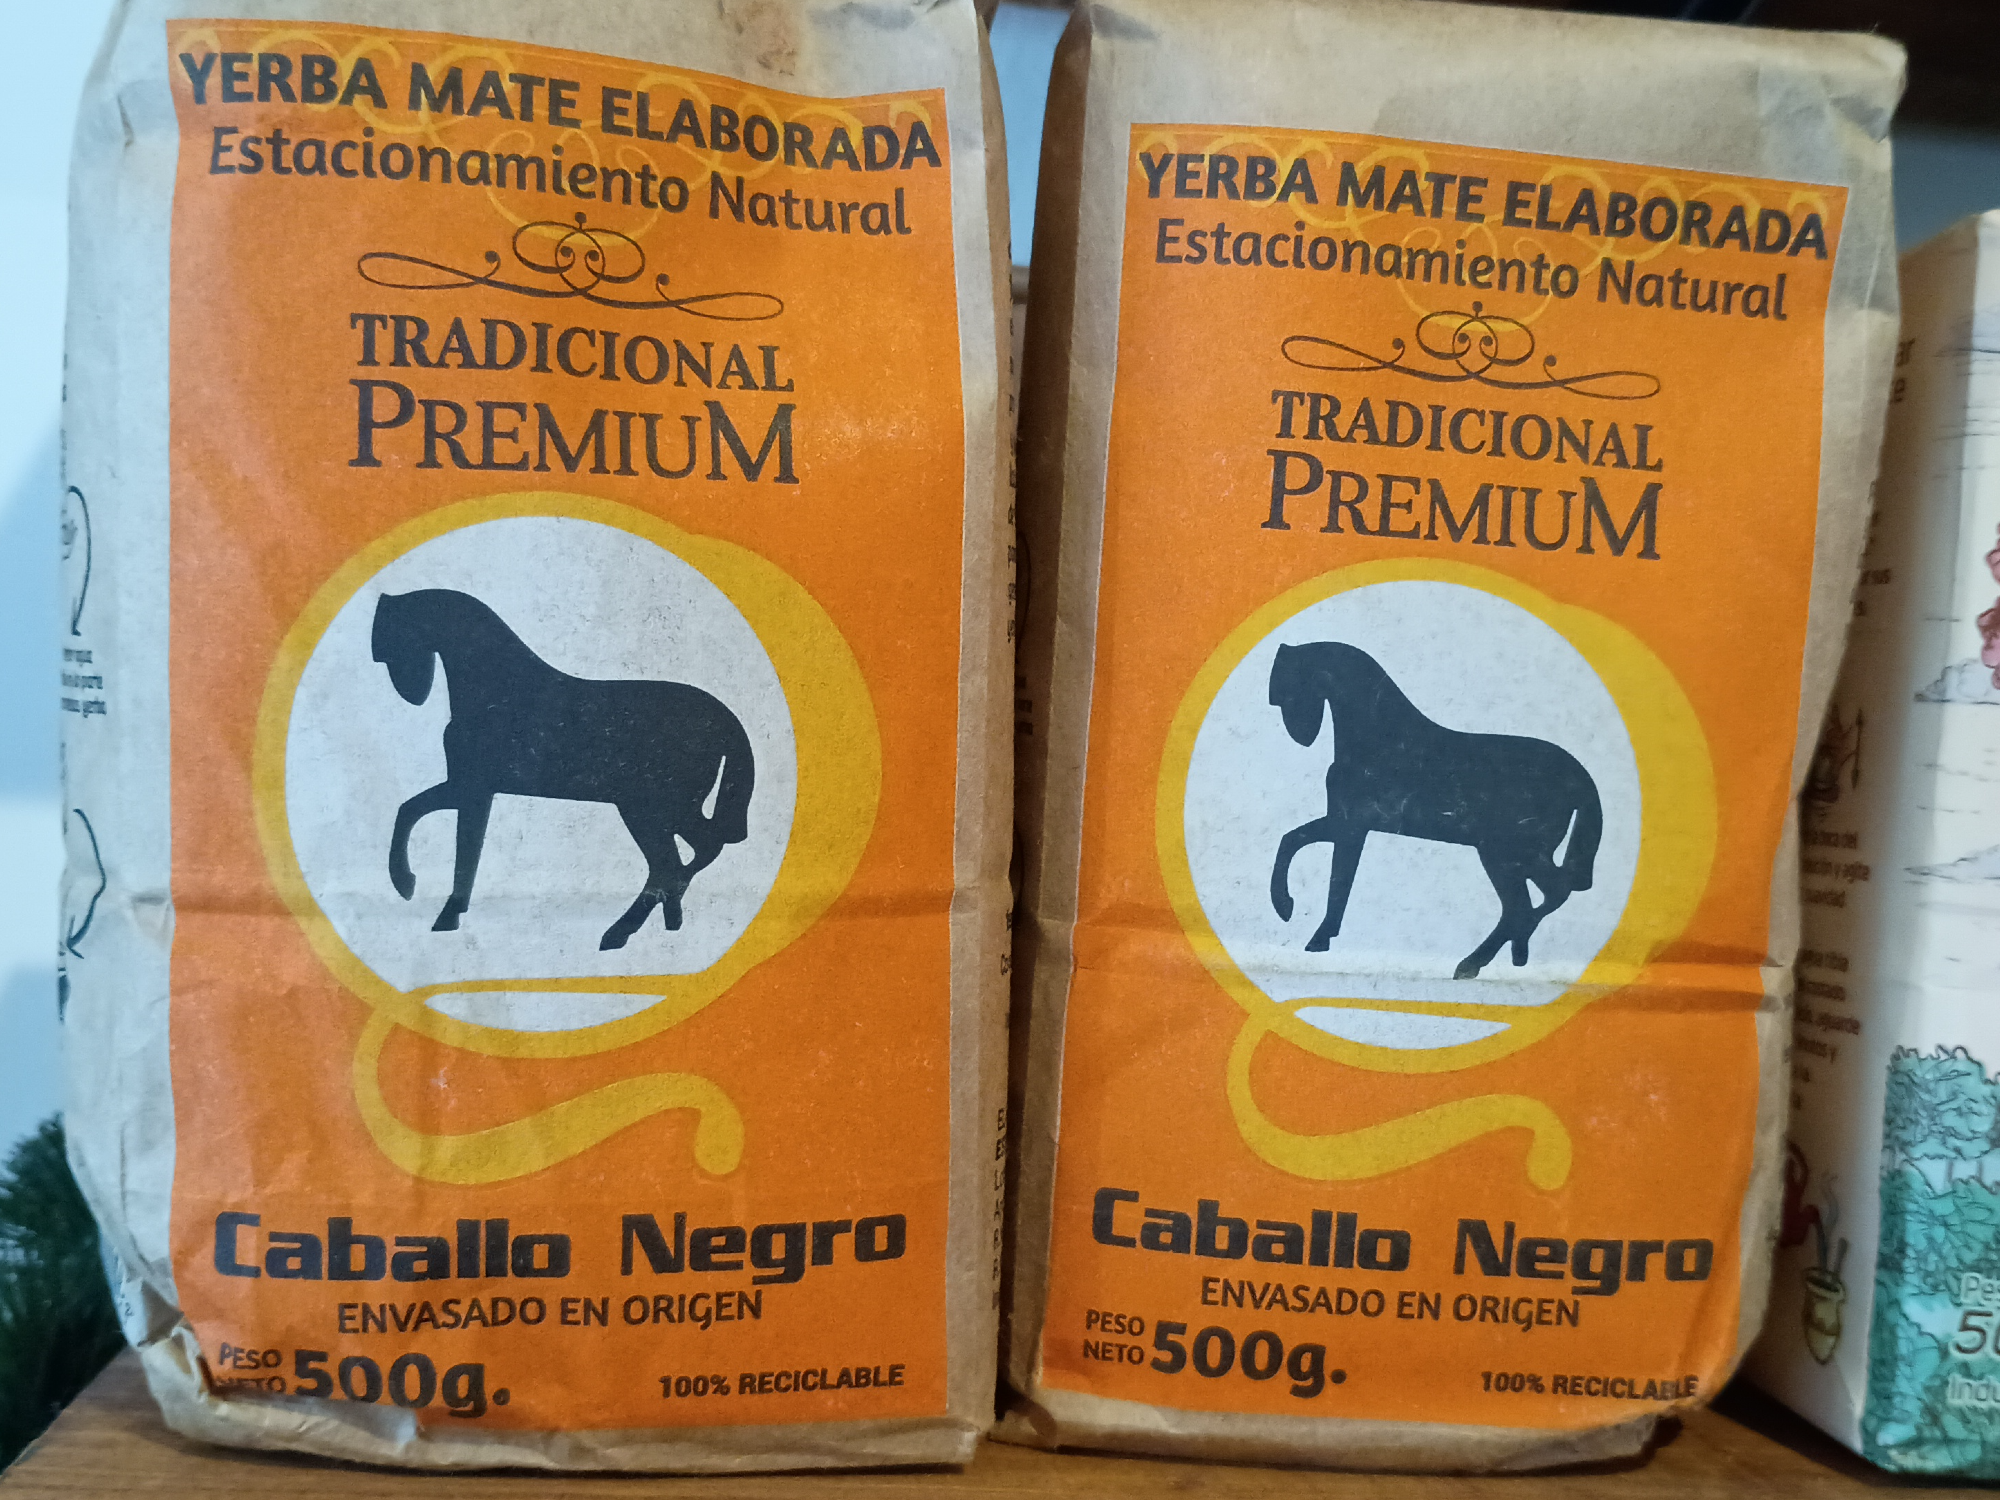 YERBA MATE ELABORADA
Estacionamiento Natural
TRADICIONAL
PREMIUM
Caballo Negro
ENVASADO EN ORIGEN
PESO
NETO
500g.
100% RECICLABLE
YERBA MATE ELABORADA
Estacionamiento Natural
TRADICIONAL
PREMIUM
Caballo Negro
ENVASADO EN ORIGEN
PESO
NETO
500g.
100% RECICLABLE